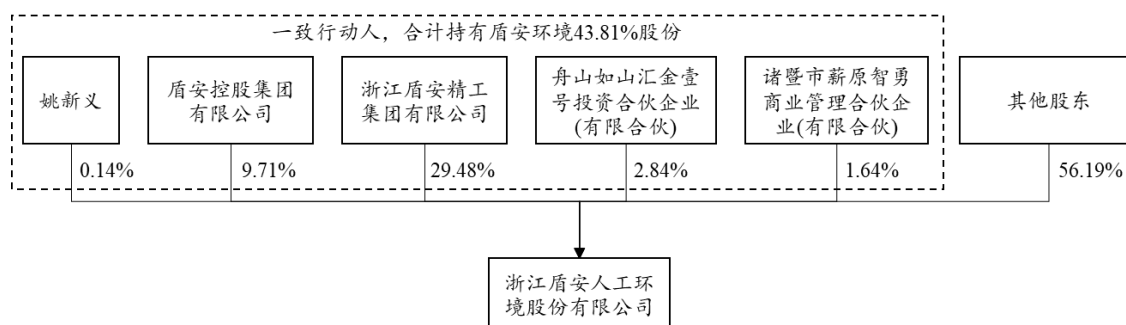 一致行动人，合计持有盾安环境43.81%股份
姚新义
盾安控股集团
有限公司
浙江盾安精工
集团有限公司
舟山如山汇金壹
号投资合伙企业
(有限合伙)
诸暨市薪原智勇
商业管理合伙企
业(有限合伙)
其他股东
0.14%
9.71%
29.48%
2.84%
1.64%
56.19%
浙江盾安人工环
境股份有限公司